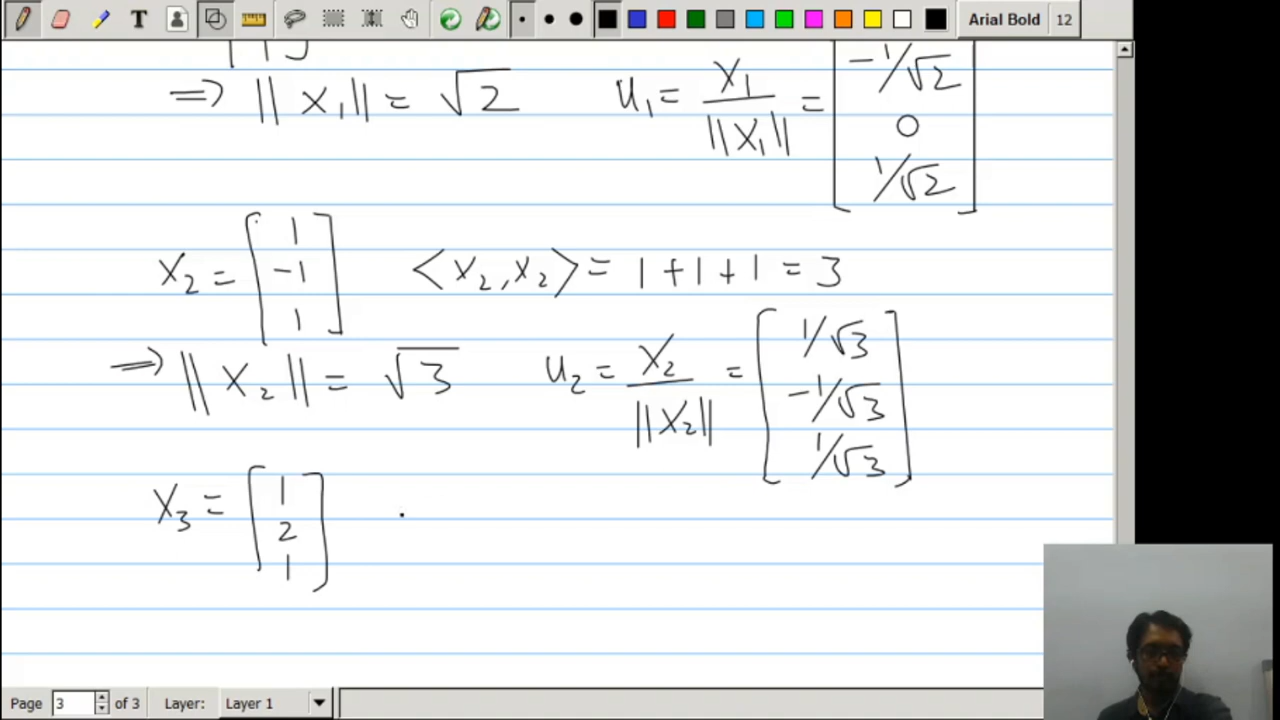 Arial Bold 12
⇒ ||x₁|| = √2 u₁ = x₁/||x₁|| = [-1/√2 0 1/√2]
x₂ = [1 -1 1] <x₂, x₂> = 1 + 1 + 1 = 3
⇒ ||x₂|| = √3 u₂ = x₂/||x₂|| = [1/√3 -1/√3 1/√3]
x₃ = [1 2 1]
Page 3 of 3 Layer: Layer 1